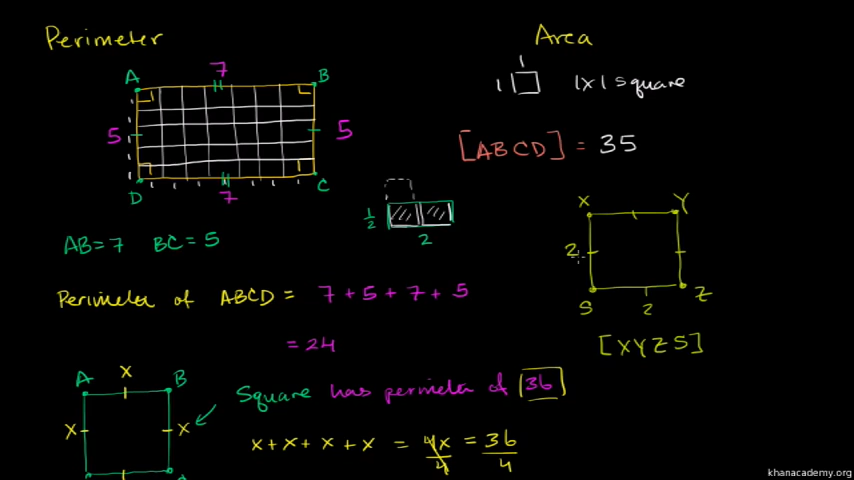 Perimeter
A 7 B
5 5
D 7 C
AB=7 BC=5
Perimeter of ABCD = 7+5+7+5
= 24
A x B
x x
Square has perimeter of 36
x+x+x+x = 4x/4 = 36/4
Area
1
1 1x1 square
[ABCD] = 35
1/2
2
X Y
2
S 2 Z
[XYZS]
khanacademy.org